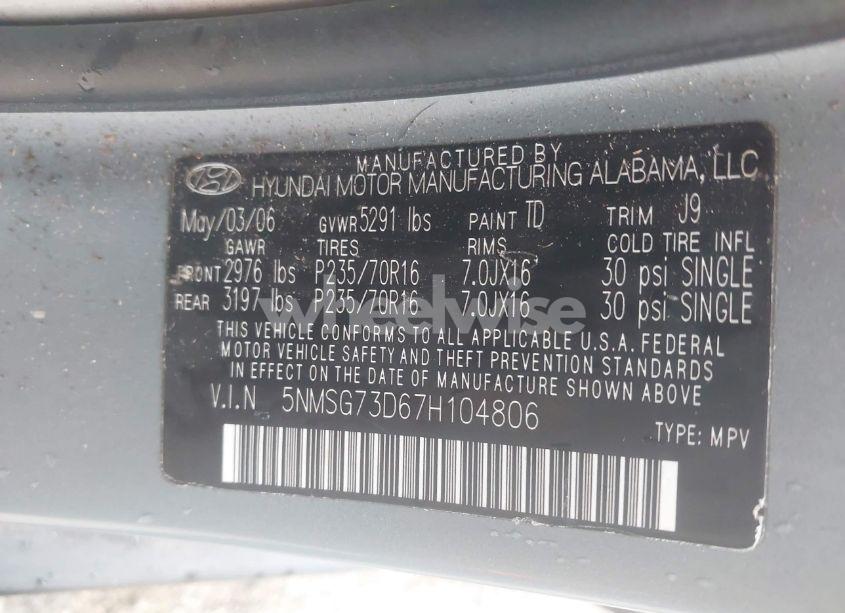 MANUFACTURED BY
HYUNDAI MOTOR MANUFACTURING ALABAMA, LLC
May/03/06 GVWR 5291 lbs PAINT TD TRIM J9
GAWR TIRES RIMS COLD TIRE INFL
FRONT 2976 lbs P235/70R16 7.0JX16 30 psi SINGLE
REAR 3197 lbs P235/70R16 7.0JX16 30 psi SINGLE
wheelwise
THIS VEHICLE CONFORMS TO ALL APPLICABLE U.S.A. FEDERAL
MOTOR VEHICLE SAFETY AND THEFT PREVENTION STANDARDS
IN EFFECT ON THE DATE OF MANUFACTURE SHOWN ABOVE
V.I.N 5NMSG73D67H104806
TYPE: MPV